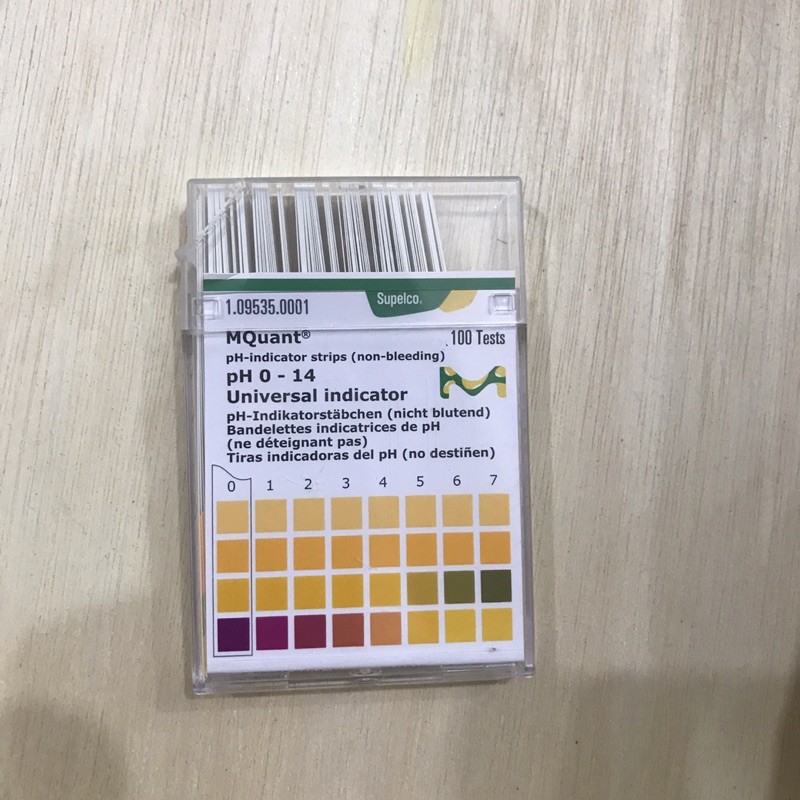 1.09535.0001
Supelco®
MQuant®
100 Tests
pH-indicator strips (non-bleeding)
pH 0 - 14
Universal indicator
pH-Indikatorstäbchen (nicht blutend)
Bandelettes indicatrices de pH
(ne déteignant pas)
Tiras indicadoras del pH (no destiñen)
0 1 2 3 4 5 6 7